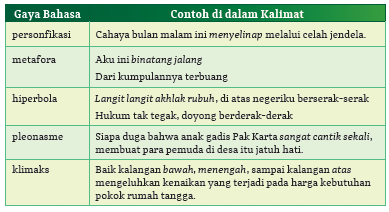 Gaya Bahasa Contoh di dalam Kalimat
personfikasi Cahaya bulan malam ini menyelinap melalui celah jendela.
metafora Aku ini binatang jalang
Dari kumpulannya terbuang
hiperbola Langit langit akhlak rubuh, di atas negeriku berserak-serak
Hukum tak tegak, doyong berderak-derak
pleonasme Siapa duga bahwa anak gadis Pak Karta sangat cantik sekali,
membuat para pemuda di desa itu jatuh hati.
klimaks Baik kalangan bawah, menengah, sampai kalangan atas
mengeluhkan kenaikan yang terjadi pada harga kebutuhan
pokok rumah tangga.